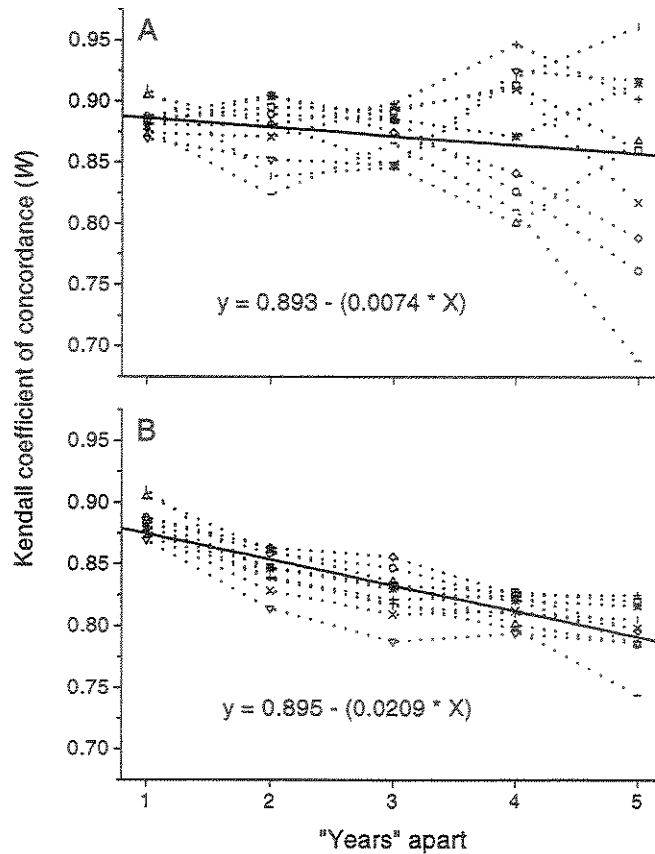 Kendall coefficient of concordance (W)
A
0.95
0.90
0.85
0.80
0.75
0.70
y = 0.893 - (0.0074 * X)
B
0.95
0.90
0.85
0.80
0.75
0.70
y = 0.895 - (0.0209 * X)
1 2 3 4 5
"Years" apart